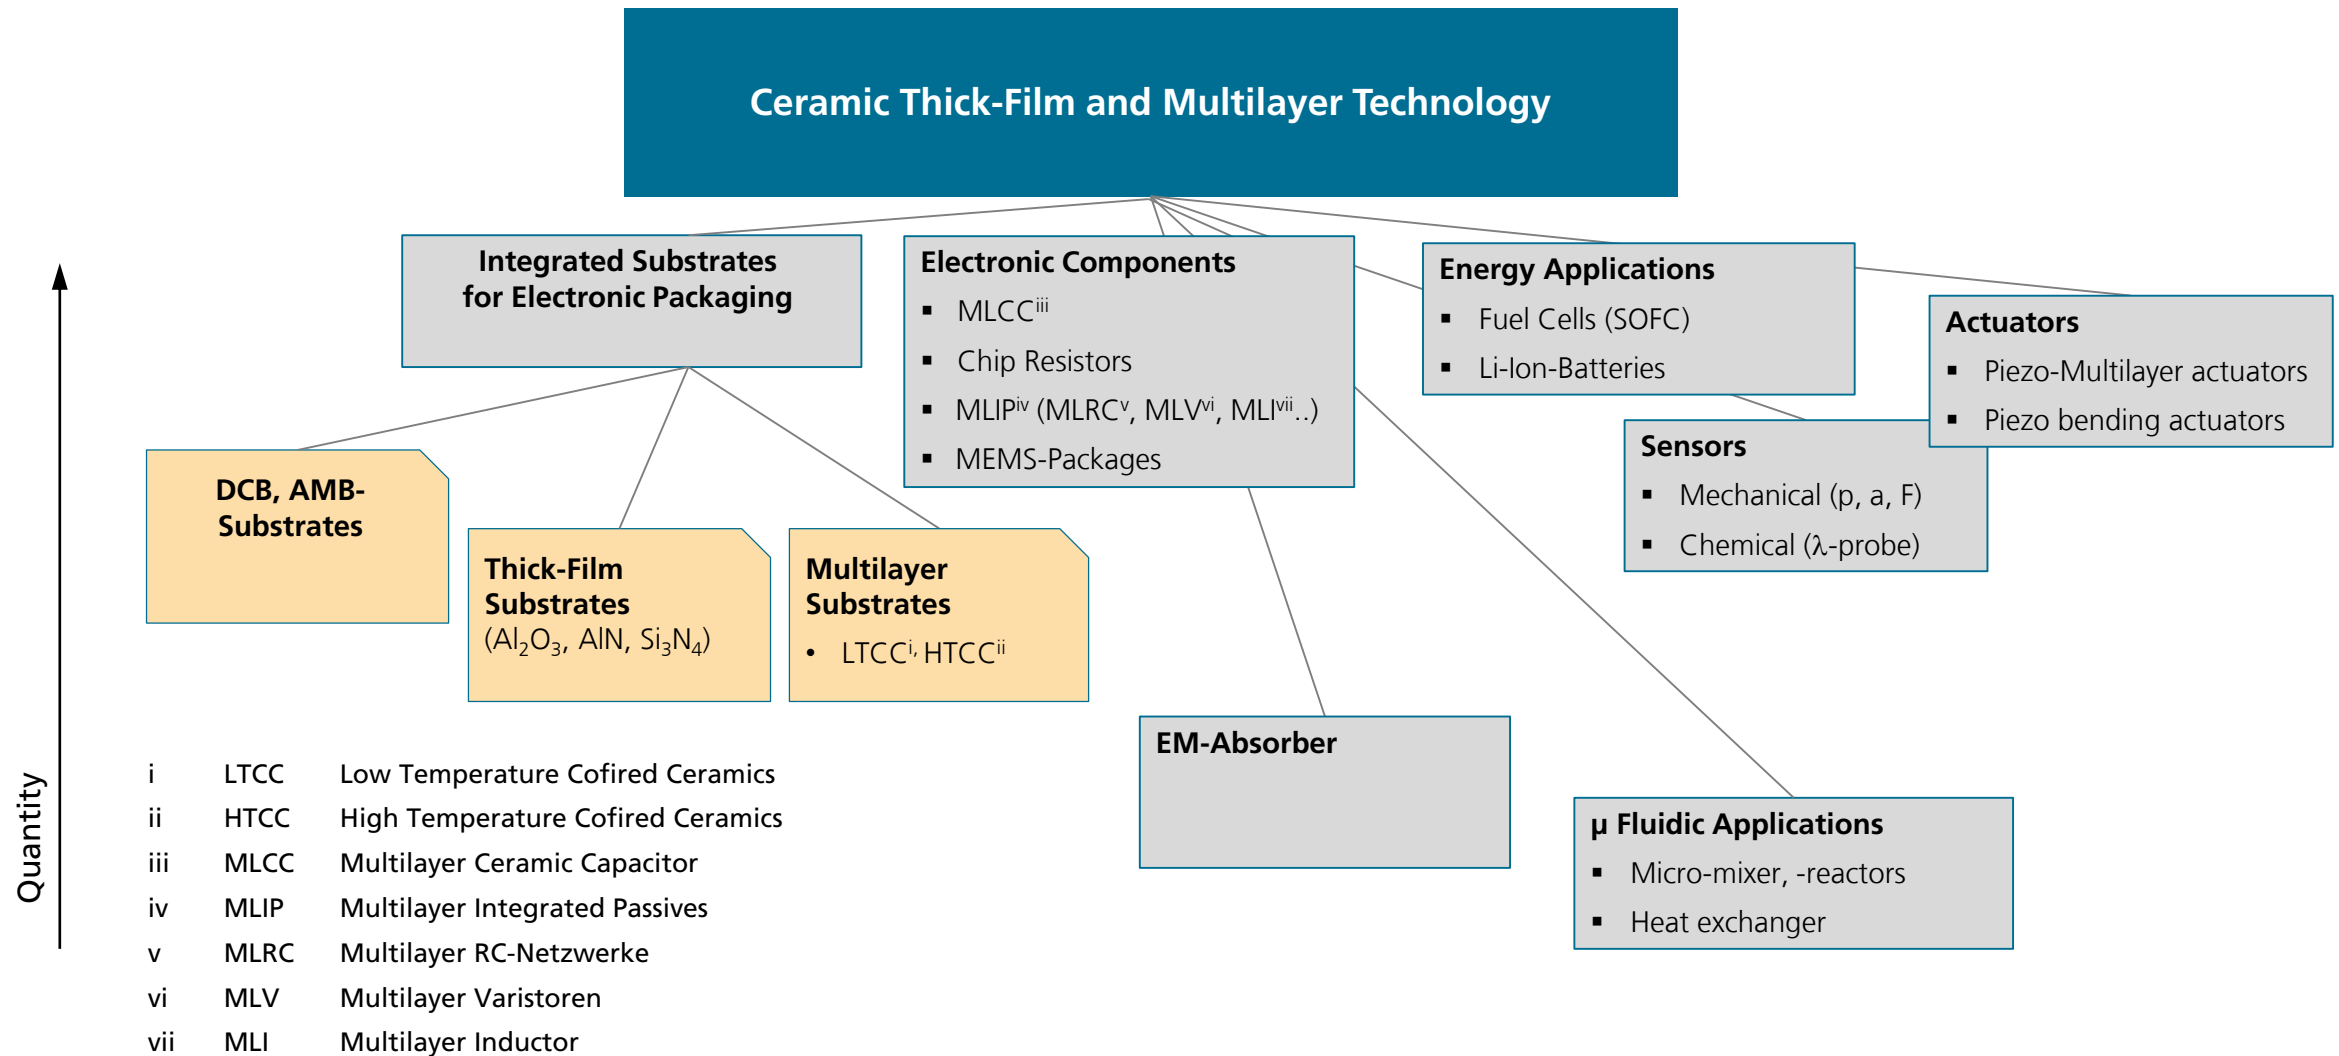 Ceramic Thick-Film and Multilayer Technology
Integrated Substrates
for Electronic Packaging
Electronic Components
▪ MLCCⁱⁱⁱ
▪ Chip Resistors
▪ MLIPⁱᵛ (MLRCᵛ, MLVᵛⁱ, MLIᵛⁱⁱ..)
▪ MEMS-Packages
Energy Applications
▪ Fuel Cells (SOFC)
▪ Li-Ion-Batteries
Actuators
▪ Piezo-Multilayer actuators
▪ Piezo bending actuators
Sensors
▪ Mechanical (p, a, F)
▪ Chemical (λ-probe)
DCB, AMB-
Substrates
Thick-Film
Substrates
(Al₂O₃, AlN, Si₃N₄)
Multilayer
Substrates
• LTCCⁱ, HTCCⁱⁱ
EM-Absorber
µ Fluidic Applications
▪ Micro-mixer, -reactors
▪ Heat exchanger
Quantity
i LTCC Low Temperature Cofired Ceramics
ii HTCC High Temperature Cofired Ceramics
iii MLCC Multilayer Ceramic Capacitor
iv MLIP Multilayer Integrated Passives
v MLRC Multilayer RC-Netzwerke
vi MLV Multilayer Varistoren
vii MLI Multilayer Inductor